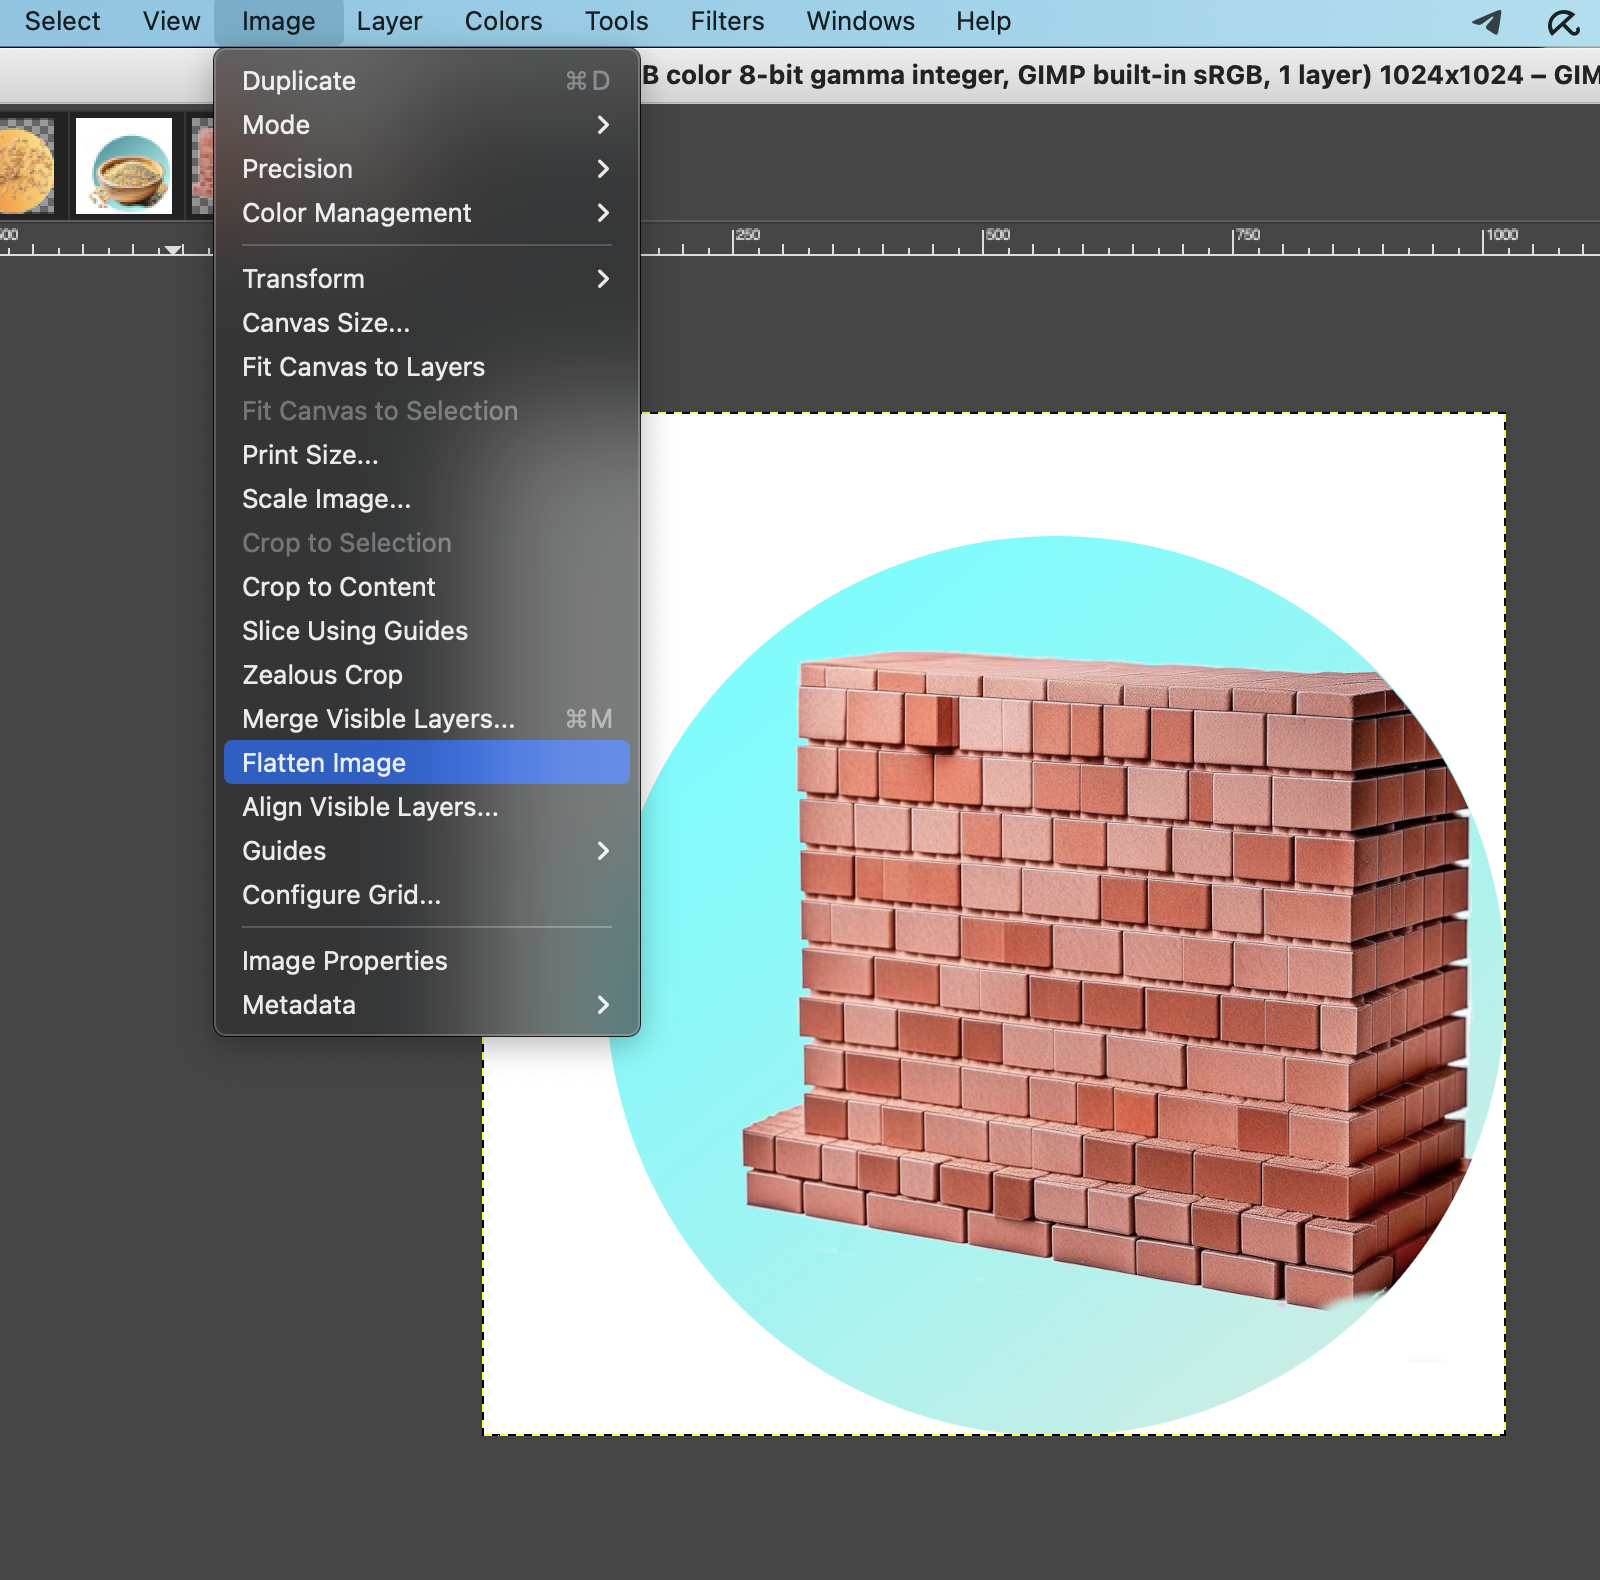 Select View Image Layer Colors Tools Filters Windows Help
B color 8-bit gamma integer, GIMP built-in sRGB, 1 layer) 1024x1024 – GIM
Duplicate ⌘D
Mode
Precision
Color Management
250 500 750 1000
Transform
Canvas Size...
Fit Canvas to Layers
Fit Canvas to Selection
Print Size...
Scale Image...
Crop to Selection
Crop to Content
Slice Using Guides
Zealous Crop
Merge Visible Layers... ⌘M
Flatten Image
Align Visible Layers...
Guides
Configure Grid...
Image Properties
Metadata